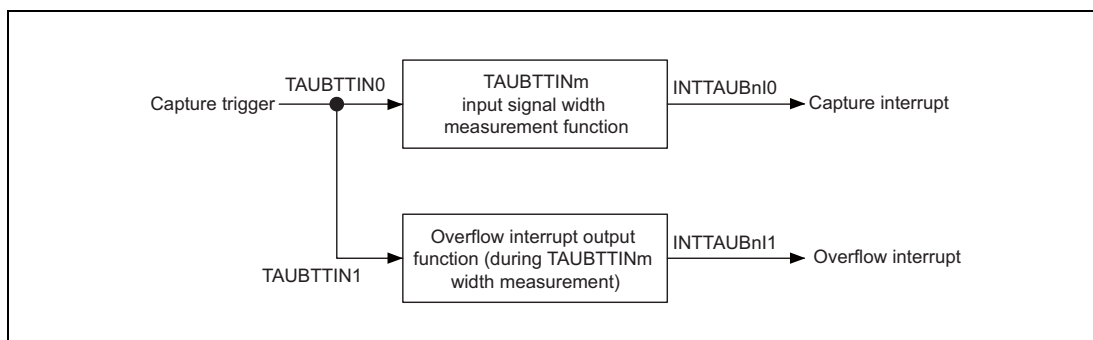 TAUBTTIN0
Capture trigger
TAUBTTINm
input signal width
measurement function
INTTAUBnI0
Capture interrupt
TAUBTTIN1
Overflow interrupt output
function (during TAUBTTINm
width measurement)
INTTAUBnI1
Overflow interrupt